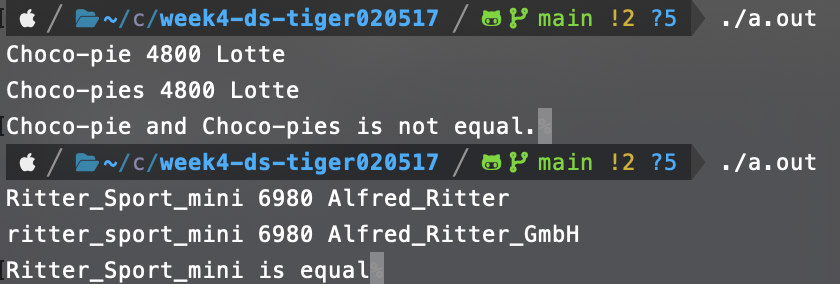 ~/c/week4-ds-tiger020517 main !2 ?5 ./a.out
Choco-pie 4800 Lotte
Choco-pies 4800 Lotte
Choco-pie and Choco-pies is not equal.%
~/c/week4-ds-tiger020517 main !2 ?5 ./a.out
Ritter_Sport_mini 6980 Alfred_Ritter
ritter_sport_mini 6980 Alfred_Ritter_GmbH
Ritter_Sport_mini is equal%